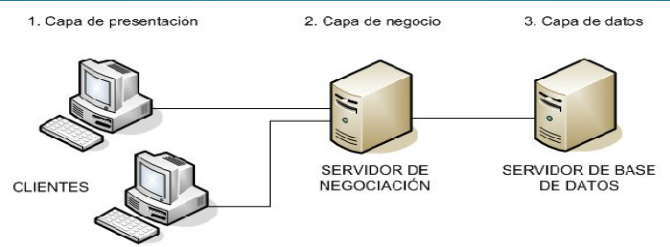 1. Capa de presentación
2. Capa de negocio
3. Capa de datos
CLIENTES
SERVIDOR DE
NEGOCIACIÓN
SERVIDOR DE BASE
DE DATOS